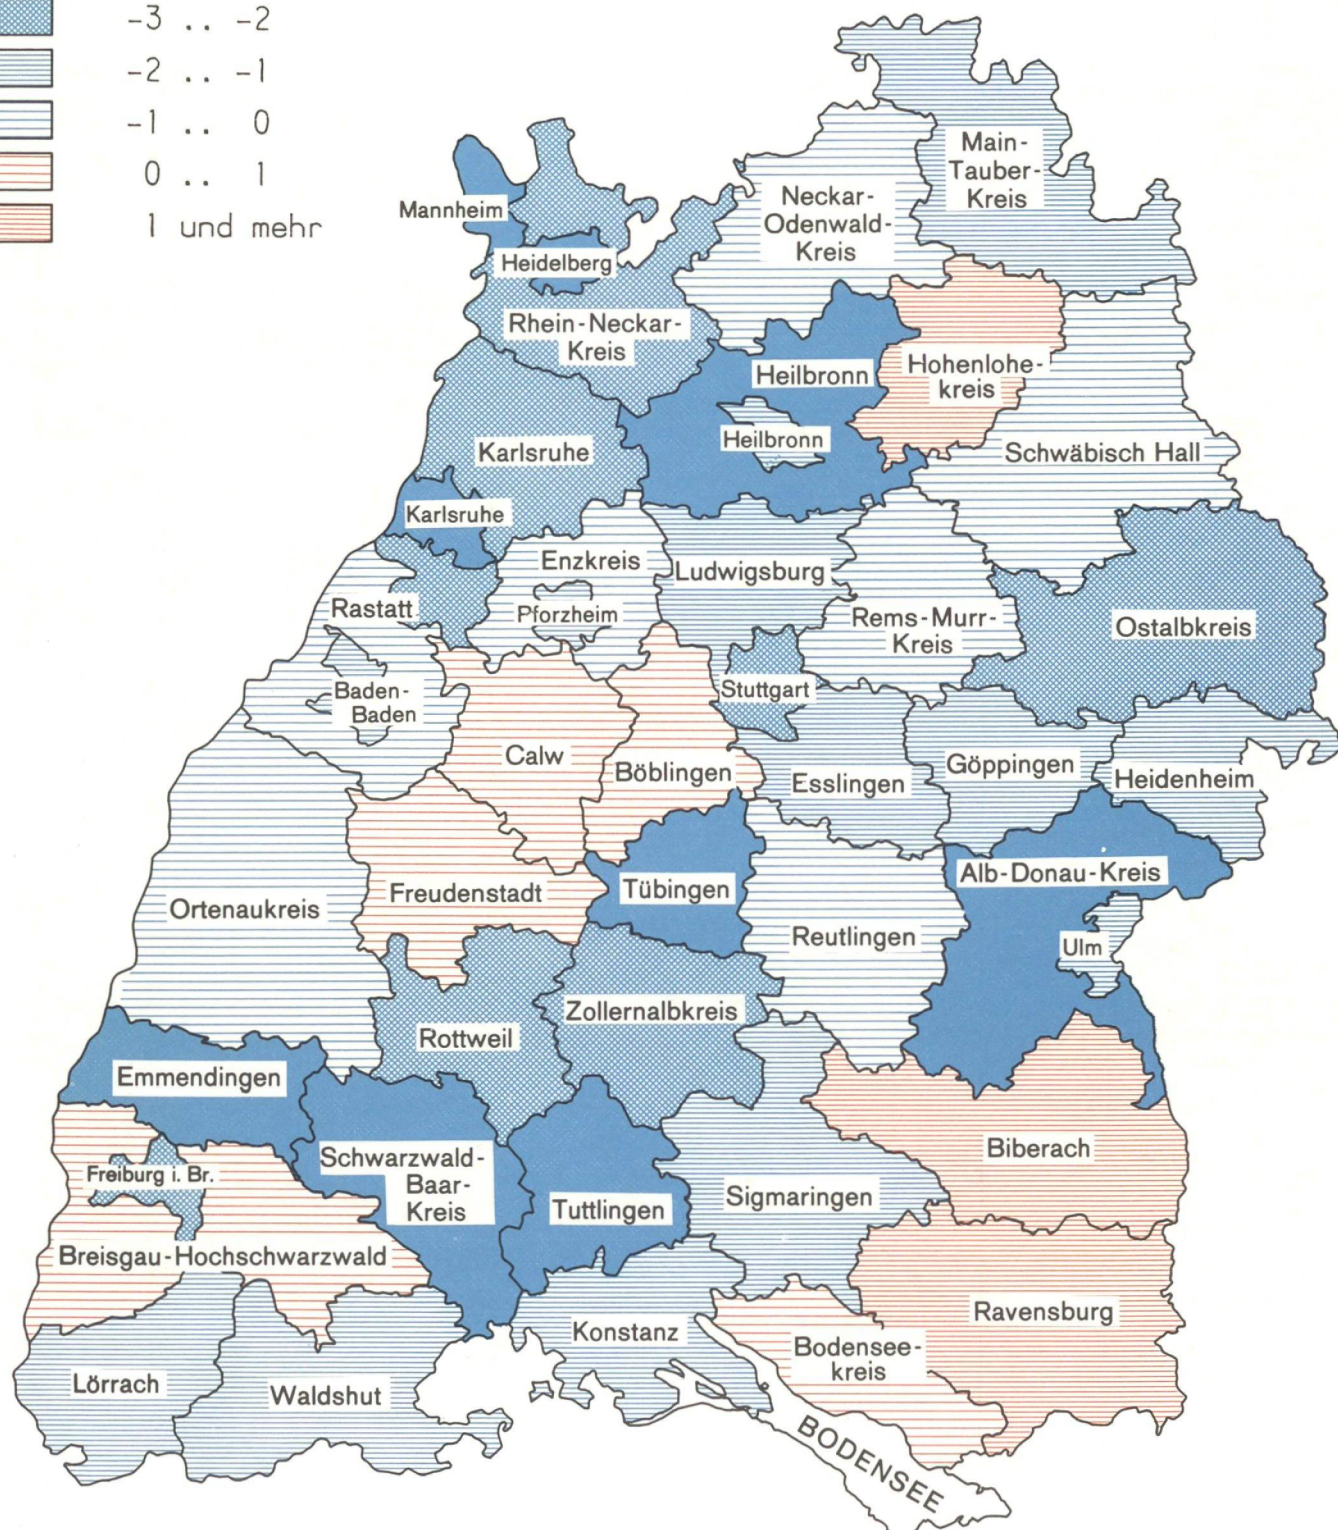 -3 .. -2
-2 .. -1
-1 .. 0
0 .. 1
1 und mehr
Main-
Tauber-
Kreis
Neckar-
Odenwald-
Kreis
Mannheim
Heidelberg
Rhein-Neckar-
Kreis
Heilbronn
Hohenlohe-
kreis
Heilbronn
Karlsruhe
Schwäbisch Hall
Karlsruhe
Enzkreis
Ludwigsburg
Pforzheim
Rastatt
Rems-Murr-
Kreis
Ostalbkreis
Stuttgart
Baden-
Baden
Calw
Böblingen
Esslingen
Göppingen
Heidenheim
Freudenstadt
Tübingen
Alb-Donau-Kreis
Ortenaukreis
Reutlingen
Ulm
Zollernalbkreis
Rottweil
Emmendingen
Biberach
Freiburg i. Br.
Schwarzwald-
Baar-
Kreis
Tuttlingen
Sigmaringen
Breisgau-Hochschwarzwald
Ravensburg
Konstanz
Bodensee-
kreis
Lörrach
Waldshut
BODENSEE